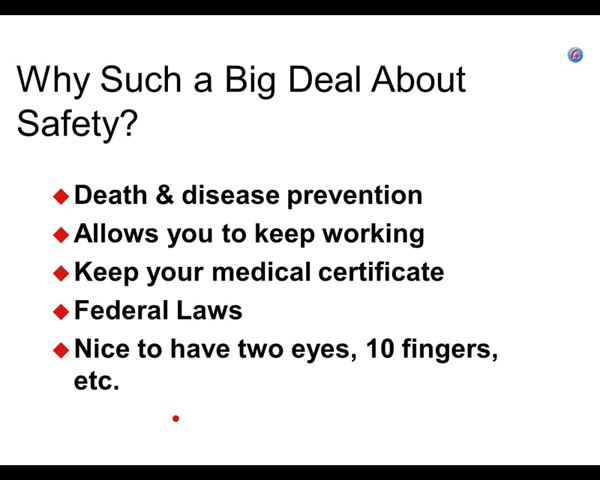 Why Such a Big Deal About
Safety?
Death & disease prevention
Allows you to keep working
Keep your medical certificate
Federal Laws
Nice to have two eyes, 10 fingers,
etc.